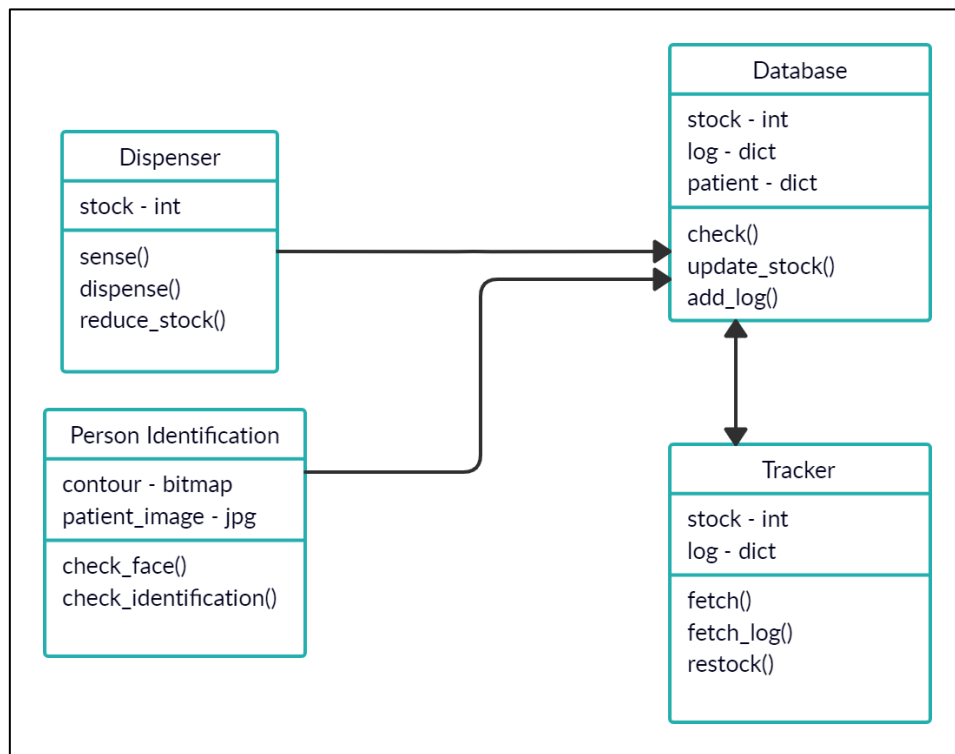 Dispenser
stock - int
sense()
dispense()
reduce_stock()
Person Identification
contour - bitmap
patient_image - jpg
check_face()
check_identification()
Database
stock - int
log - dict
patient - dict
check()
update_stock()
add_log()
Tracker
stock - int
log - dict
fetch()
fetch_log()
restock()